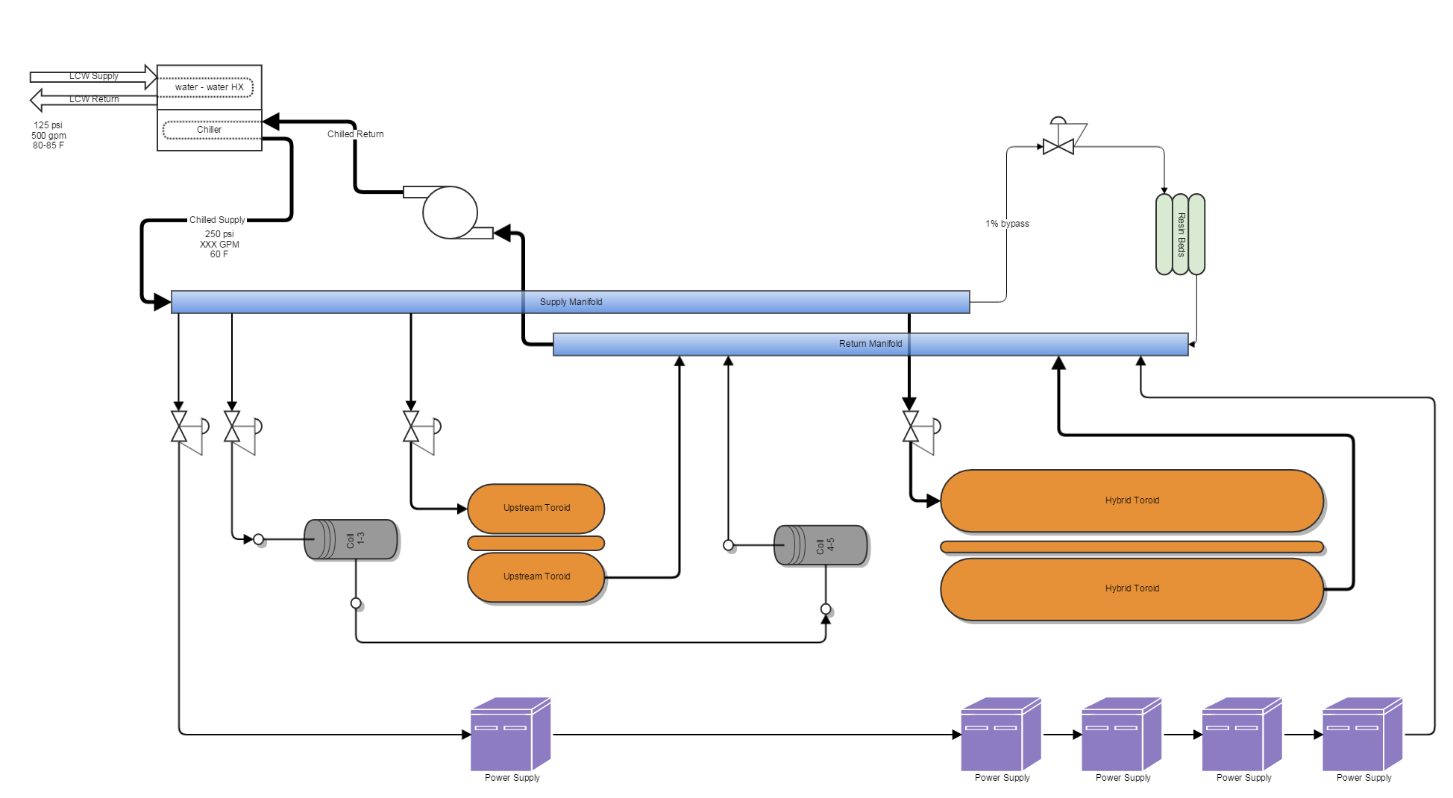 LCW Supply
water - water HX
LCW Return
125 psi
500 gpm
80-85 F
Chiller
Chilled Return
Chilled Supply
250 psi
XXX GPM
60 F
1% bypass
Resin Beds
Supply Manifold
Return Manifold
Upstream Toroid
Hybrid Toroid
Coil
1-3
Coil
4-5
Upstream Toroid
Hybrid Toroid
Power Supply
Power Supply
Power Supply
Power Supply
Power Supply